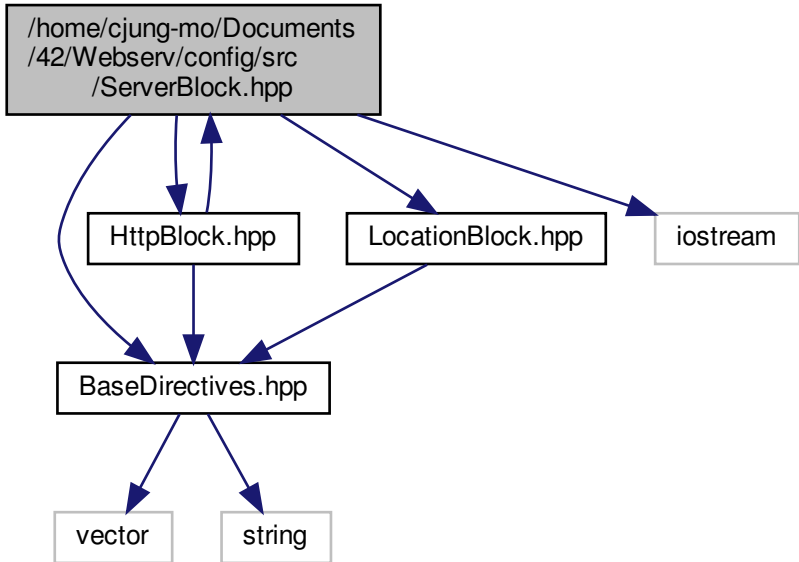 /home/cjung-mo/Documents
/42/Webserv/config/src
/ServerBlock.hpp
HttpBlock.hpp
LocationBlock.hpp
iostream
BaseDirectives.hpp
vector
string